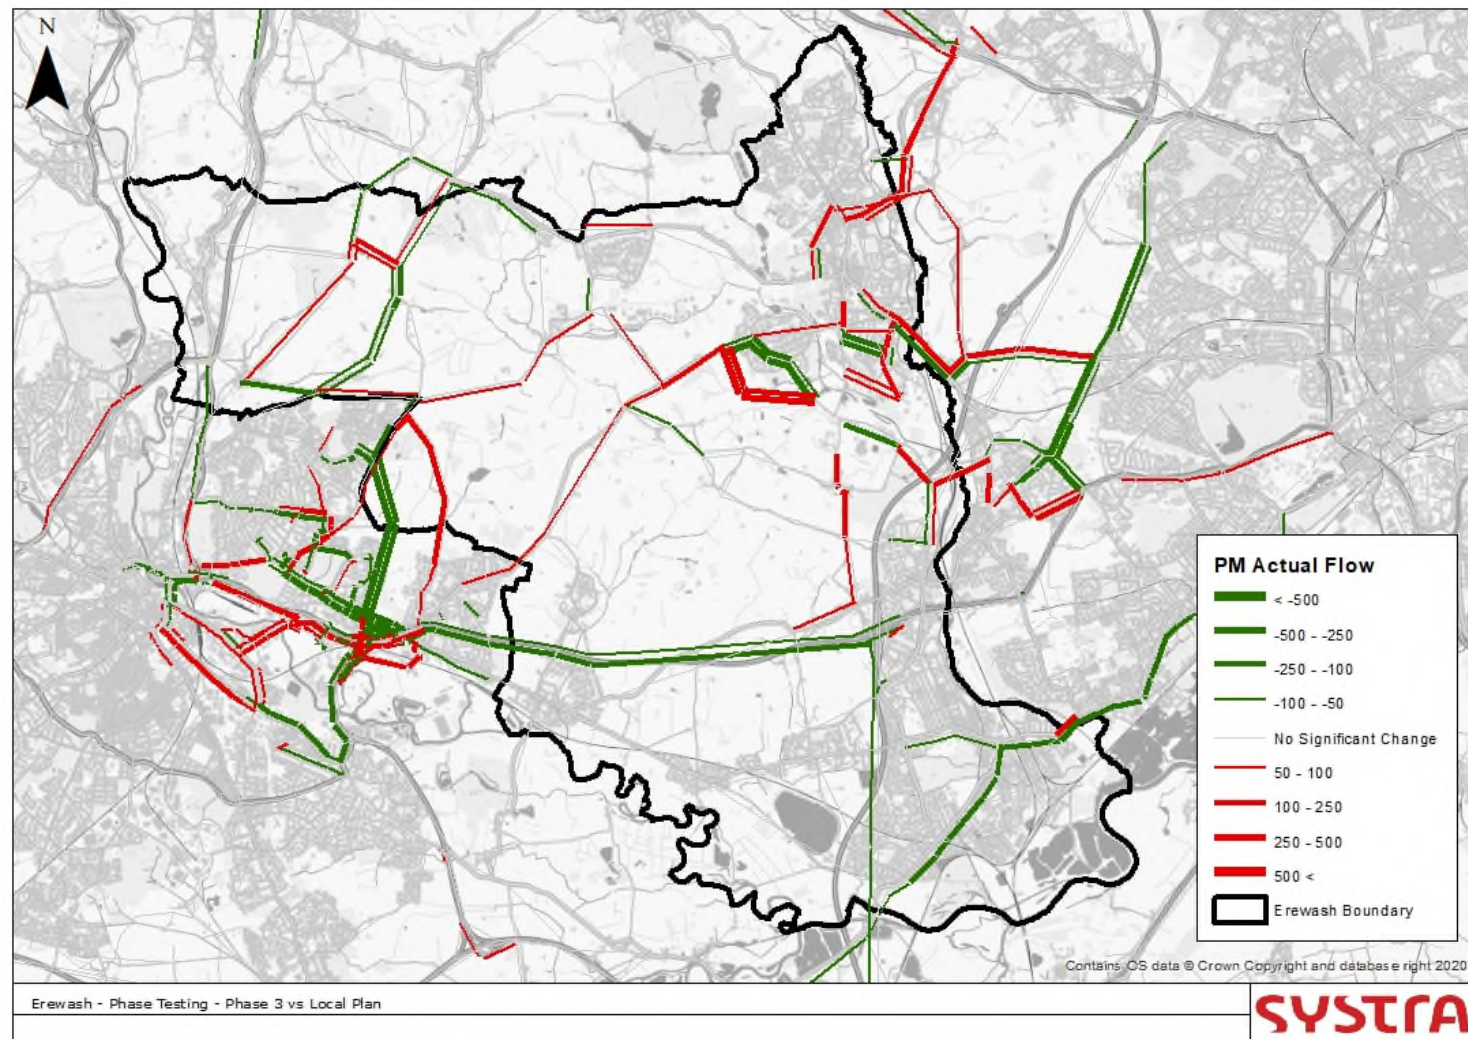 N
PM Actual Flow
< -500
-500 - -250
-250 - -100
-100 - -50
No Significant Change
50 - 100
100 - 250
250 - 500
500 <
Erewash Boundary
Contains OS data © Crown Copyright and database right 2020
Erewash - Phase Testing - Phase 3 vs Local Plan
SYSTRA